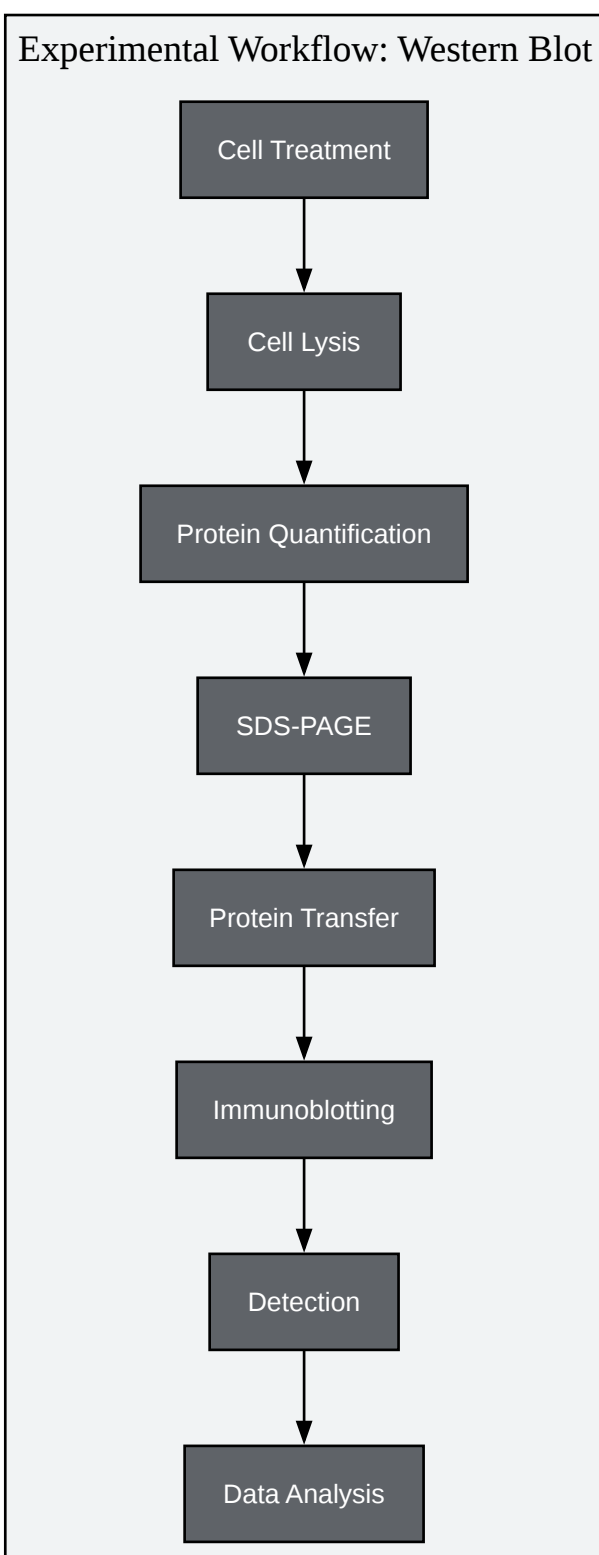 Experimental Workflow: Western Blot
Cell Treatment
Cell Lysis
Protein Quantification
SDS-PAGE
Protein Transfer
Immunoblotting
Detection
Data Analysis